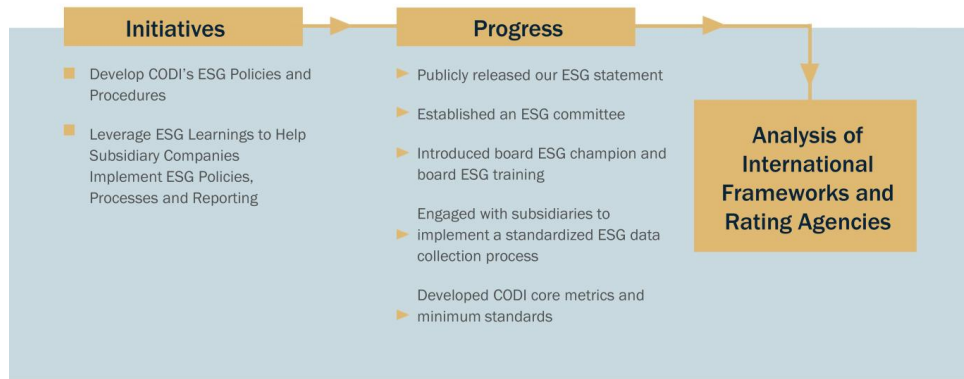 Initiatives
Develop CODI's ESG Policies and
Procedures
Leverage ESG Learnings to Help
Subsidiary Companies
Implement ESG Policies,
Processes and Reporting
Progress
Publicly released our ESG statement
Established an ESG committee
Introduced board ESG champion and
board ESG training
Engaged with subsidiaries to
implement a standardized ESG data
collection process
Developed CODI core metrics and
minimum standards
Analysis of
International
Frameworks and
Rating Agencies